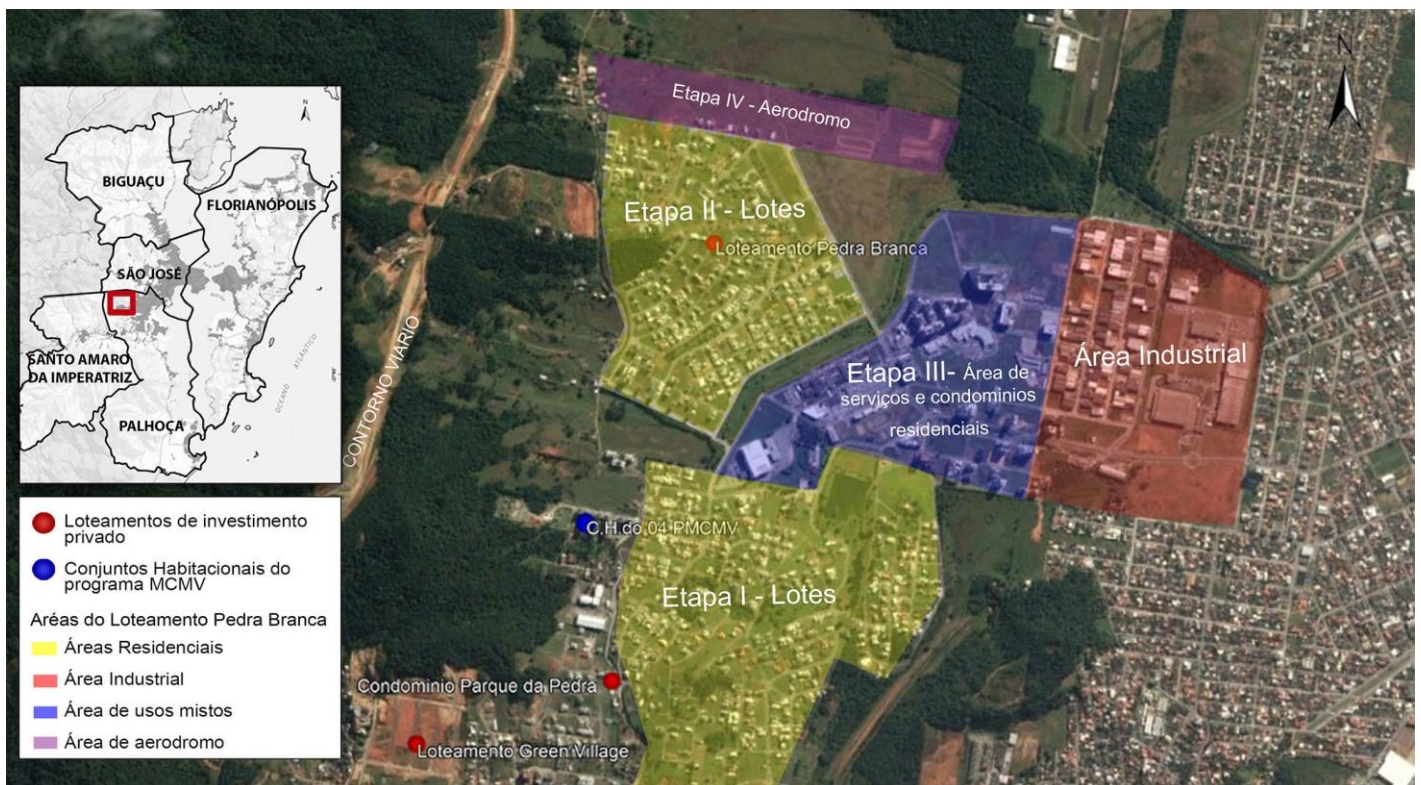 N
BIGUAÇU
FLORIANÓPOLIS
SÃO JOSÉ
SANTO AMARO
DA IMPERATRIZ
PALHOÇA
OCEANO ATLÂNTICO
Loteamentos de investimento
privado
Conjuntos Habitacionais do
programa MCMV
Aréas do Loteamento Pedra Branca
Áreas Residenciais
Área Industrial
Área de usos mistos
Área de aerodromo
CONTORNO VIARIO
Etapa IV - Aerodromo
Etapa II - Lotes
Loteamento Pedra Branca
Etapa III- Área de
serviços e condominios
residenciais
Área Industrial
C.H.do 04 PMCMV
Etapa I - Lotes
Condominio Parque da Pedra
Loteamento Green Village
N